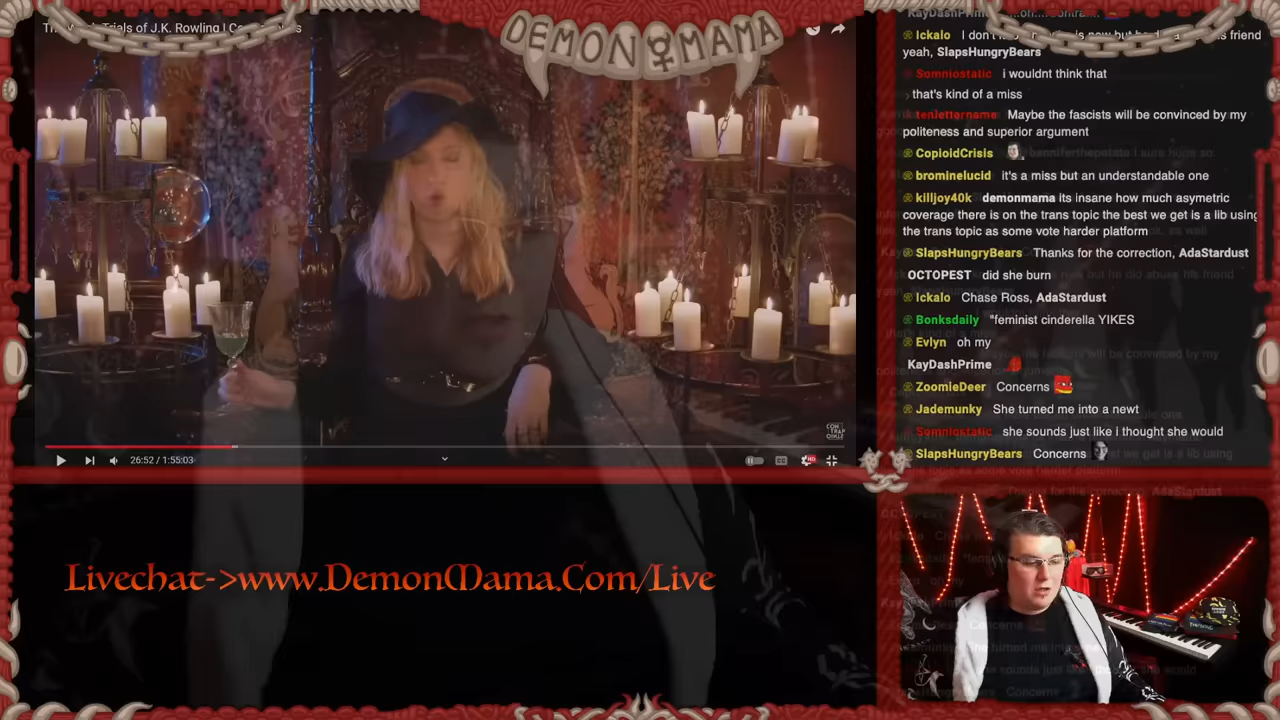 Trials of J.K. Rowling |
DEMON MAMA
KayDashPrime
Ickalo I don't
friend
yeah, SlapsHungryBears
Somniostatic i wouldnt think that
that's kind of a miss
tenlettername Maybe the fascists will be convinced by my
politeness and superior argument
CopioidCrisis
brominelucid it's a miss but an understandable one
killjoy40k demonmama its insane how much asymetric
coverage there is on the trans topic the best we get is a lib using
the trans topic as some vote harder platform
SlapsHungryBears Thanks for the correction, AdaStardust
OCTOPEST did she burn
Ickalo Chase Ross, AdaStardust
Bonksdaily "feminist cinderella YIKES
Evlyn oh my
KayDashPrime
ZoomieDeer Concerns
Jademunky She turned me into a newt
Somniostatic she sounds just like i thought she would
SlapsHungryBears Concerns
26:52 / 1:55:03
CC
HD
Livechat->www.DemonMama.Com/Live